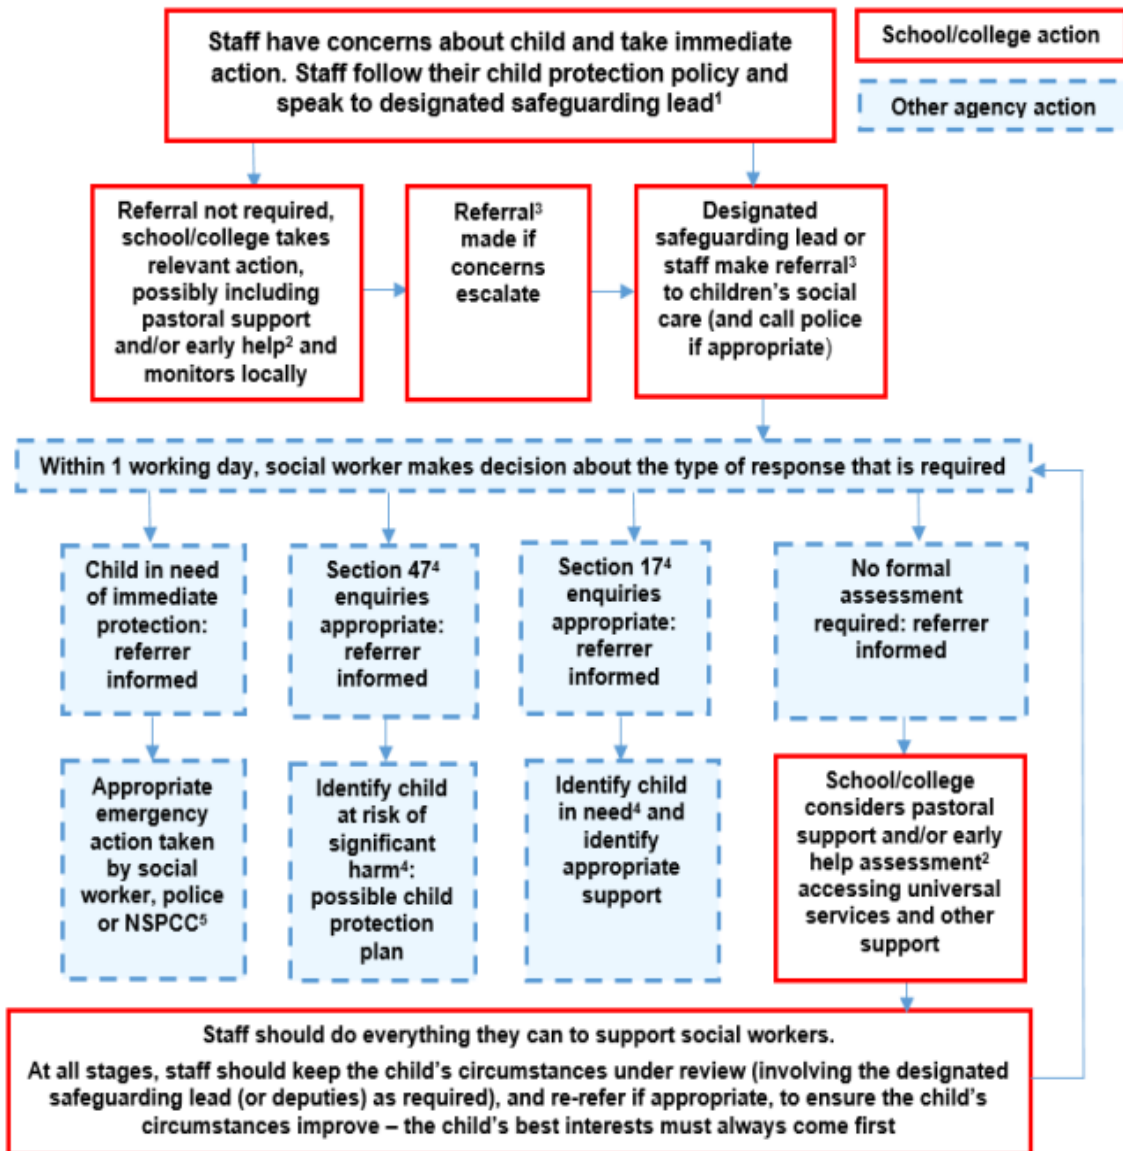 Staff have concerns about child and take immediate
action. Staff follow their child protection policy and
speak to designated safeguarding lead¹
School/college action
Other agency action
Referral not required,
school/college takes
relevant action,
possibly including
pastoral support
and/or early help² and
monitors locally
Referral³
made if
concerns
escalate
Designated
safeguarding lead or
staff make referral³
to children's social
care (and call police
if appropriate)
Within 1 working day, social worker makes decision about the type of response that is required
Child in need
of immediate
protection:
referrer
informed
Section 47⁴
enquiries
appropriate:
referrer
informed
Section 17⁴
enquiries
appropriate:
referrer
informed
No formal
assessment
required: referrer
informed
Appropriate
emergency
action taken
by social
worker, police
or NSPCC⁵
Identify child
at risk of
significant
harm⁴:
possible child
protection
plan
Identify child
in need⁴ and
identify
appropriate
support
School/college
considers pastoral
support and/or early
help assessment²
accessing universal
services and other
support
Staff should do everything they can to support social workers.
At all stages, staff should keep the child's circumstances under review (involving the designated
safeguarding lead (or deputies) as required), and re-refer if appropriate, to ensure the child's
circumstances improve – the child's best interests must always come first